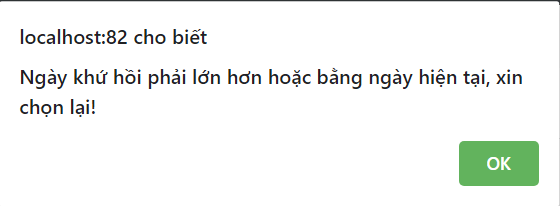 localhost:82 cho biết
Ngày khứ hồi phải lớn hơn hoặc bằng ngày hiện tại, xin
chọn lại!
OK